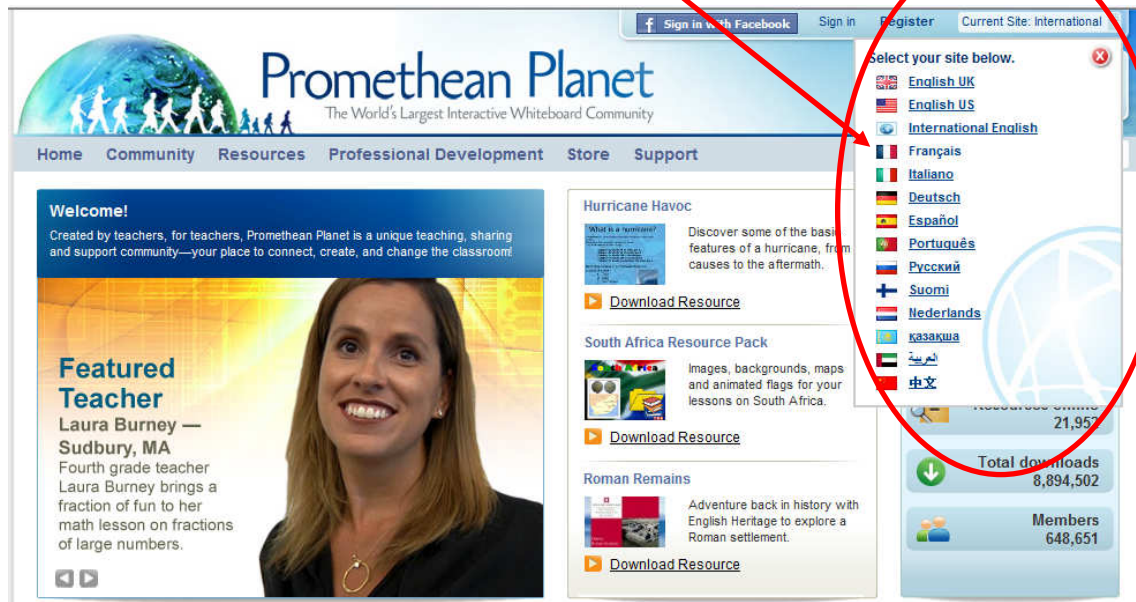 Sign in with Facebook
Sign in
Register
Current Site: International
Promethean Planet
The World's Largest Interactive Whiteboard Community
Home Community Resources Professional Development Store Support
Select your site below.
English UK
English US
International English
Français
Italiano
Deutsch
Español
Português
Русский
Suomi
Nederlands
қазақша
العربية
中文
Welcome!
Created by teachers, for teachers, Promethean Planet is a unique teaching, sharing
and support community—your place to connect, create, and change the classroom!
Featured
Teacher
Laura Burney —
Sudbury, MA
Fourth grade teacher
Laura Burney brings a
fraction of fun to her
math lesson on fractions
of large numbers.
Hurricane Havoc
What is a hurricane?
Discover some of the basic
features of a hurricane, from
causes to the aftermath.
Download Resource
South Africa Resource Pack
South Africa
Images, backgrounds, maps
and animated flags for your
lessons on South Africa.
Download Resource
Roman Remains
Adventure back in history with
English Heritage to explore a
Roman settlement.
Download Resource
Resources online
21,952
Total downloads
8,894,502
Members
648,651